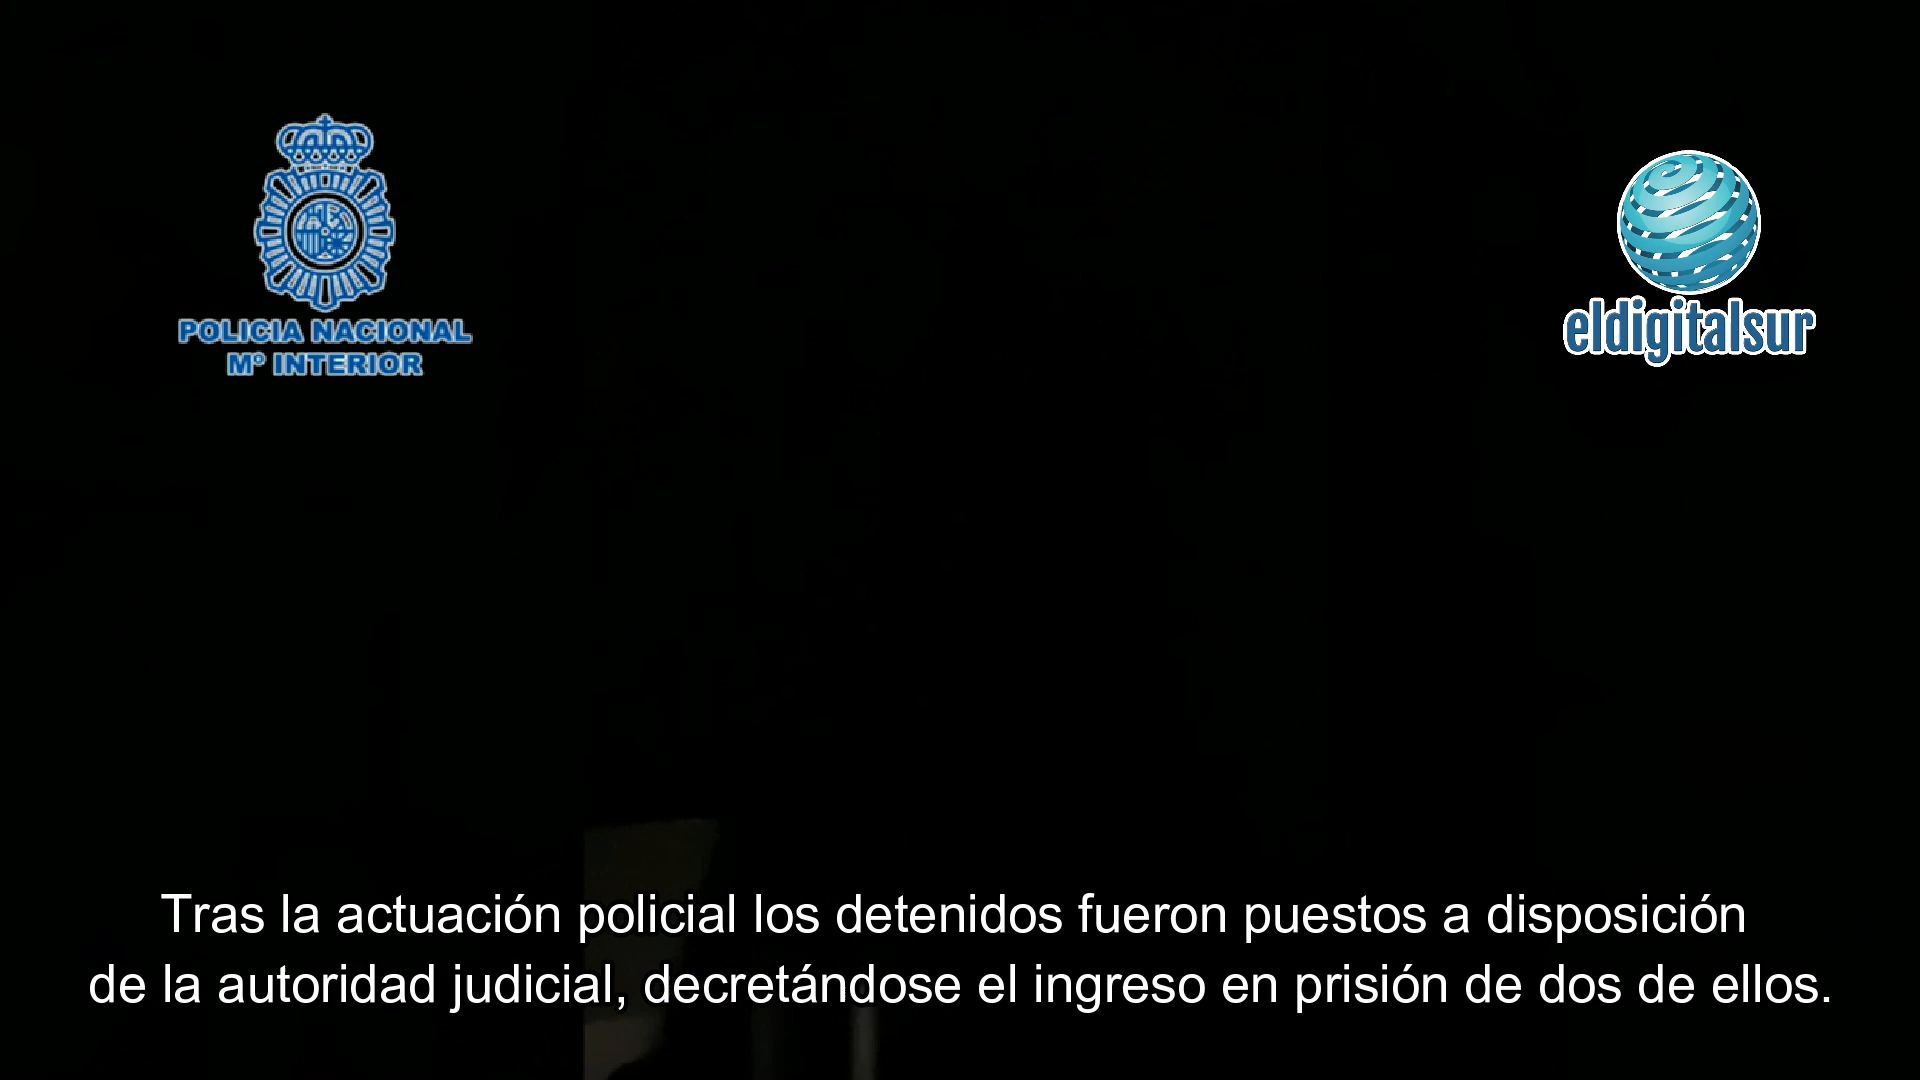 POLICIA NACIONAL
Mº INTERIOR
eldigitalsur
Tras la actuación policial los detenidos fueron puestos a disposición
de la autoridad judicial, decretándose el ingreso en prisión de dos de ellos.